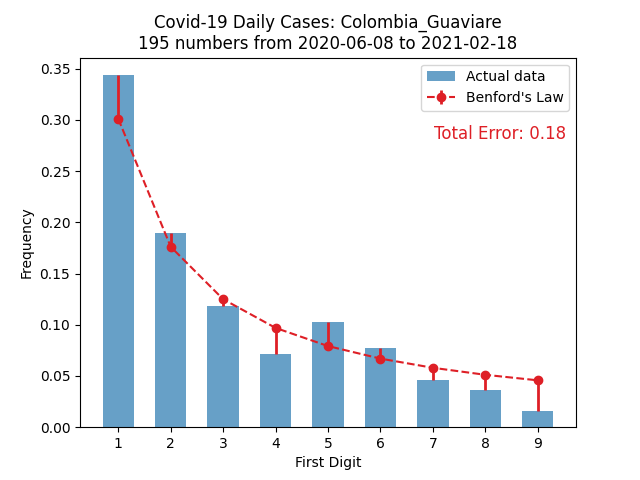 Covid-19 Daily Cases: Colombia_Guaviare
195 numbers from 2020-06-08 to 2021-02-18
Actual data
Benford's Law
Total Error: 0.18
Frequency
0.35
0.30
0.25
0.20
0.15
0.10
0.05
0.00
1 2 3 4 5 6 7 8 9
First Digit